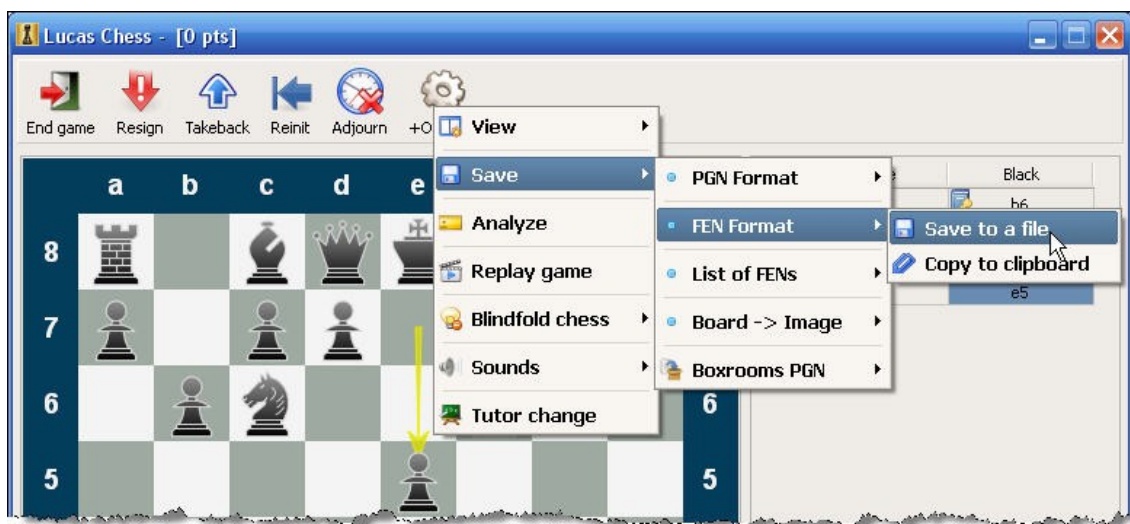 Lucas Chess - [0 pts]
End game Resign Takeback Reinit Adjourn +O
View
Save
Analyze
Replay game
Blindfold chess
Sounds
Tutor change
PGN Format
FEN Format
List of FENs
Board -> Image
Boxrooms PGN
Save to a file
Copy to clipboard
Black
h6
e5
a b c d e
8
7
6 6
5 5